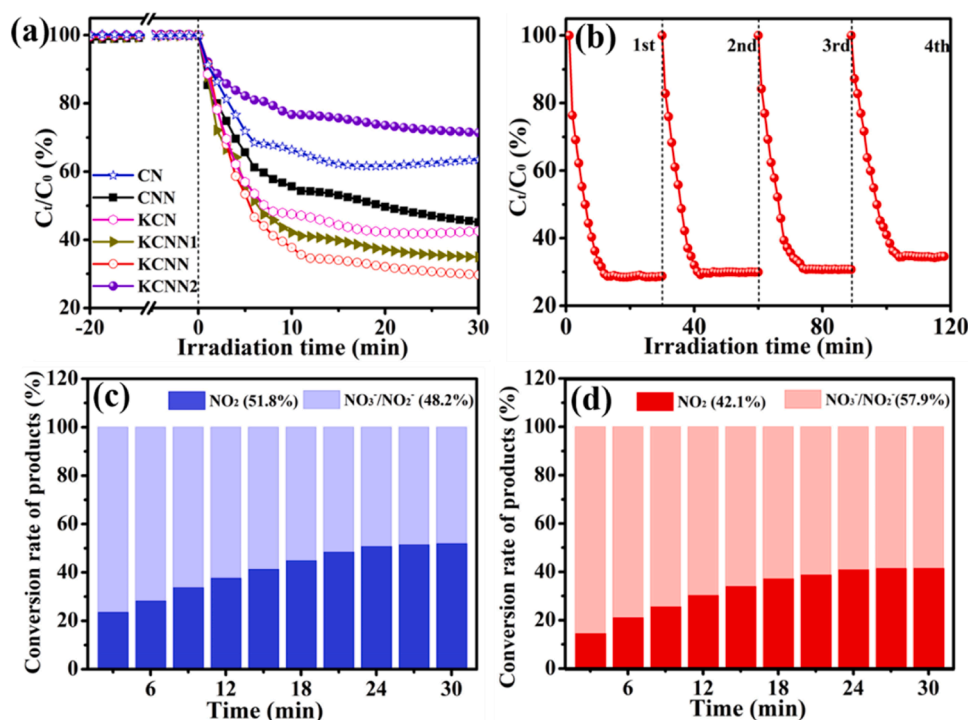 (a)
Cₜ/C₀ (%)
100
80
60
40
20
CN
CNN
KCN
KCNN1
KCNN
KCNN2
-20 0 10 20 30
Irradiation time (min)
(b)
1st 2nd 3rd 4th
Cₜ/C₀ (%)
100
80
60
40
20
0 40 80 120
Irradiation time (min)
(c)
NO₂ (51.8%) NO₃⁻/NO₂⁻ (48.2%)
Conversion rate of products (%)
120
100
80
60
40
20
0
6 12 18 24 30
Time (min)
(d)
NO₂ (42.1%) NO₃⁻/NO₂⁻ (57.9%)
Conversion rate of products (%)
120
100
80
60
40
20
0
6 12 18 24 30
Time (min)